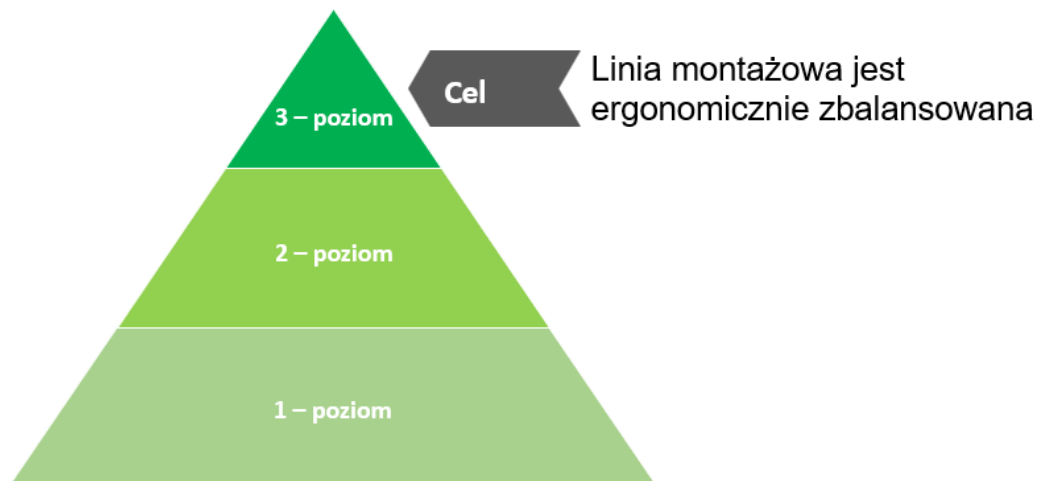 Cel
Linia montażowa jest
ergonomicznie zbalansowana
3 – poziom
2 – poziom
1 – poziom